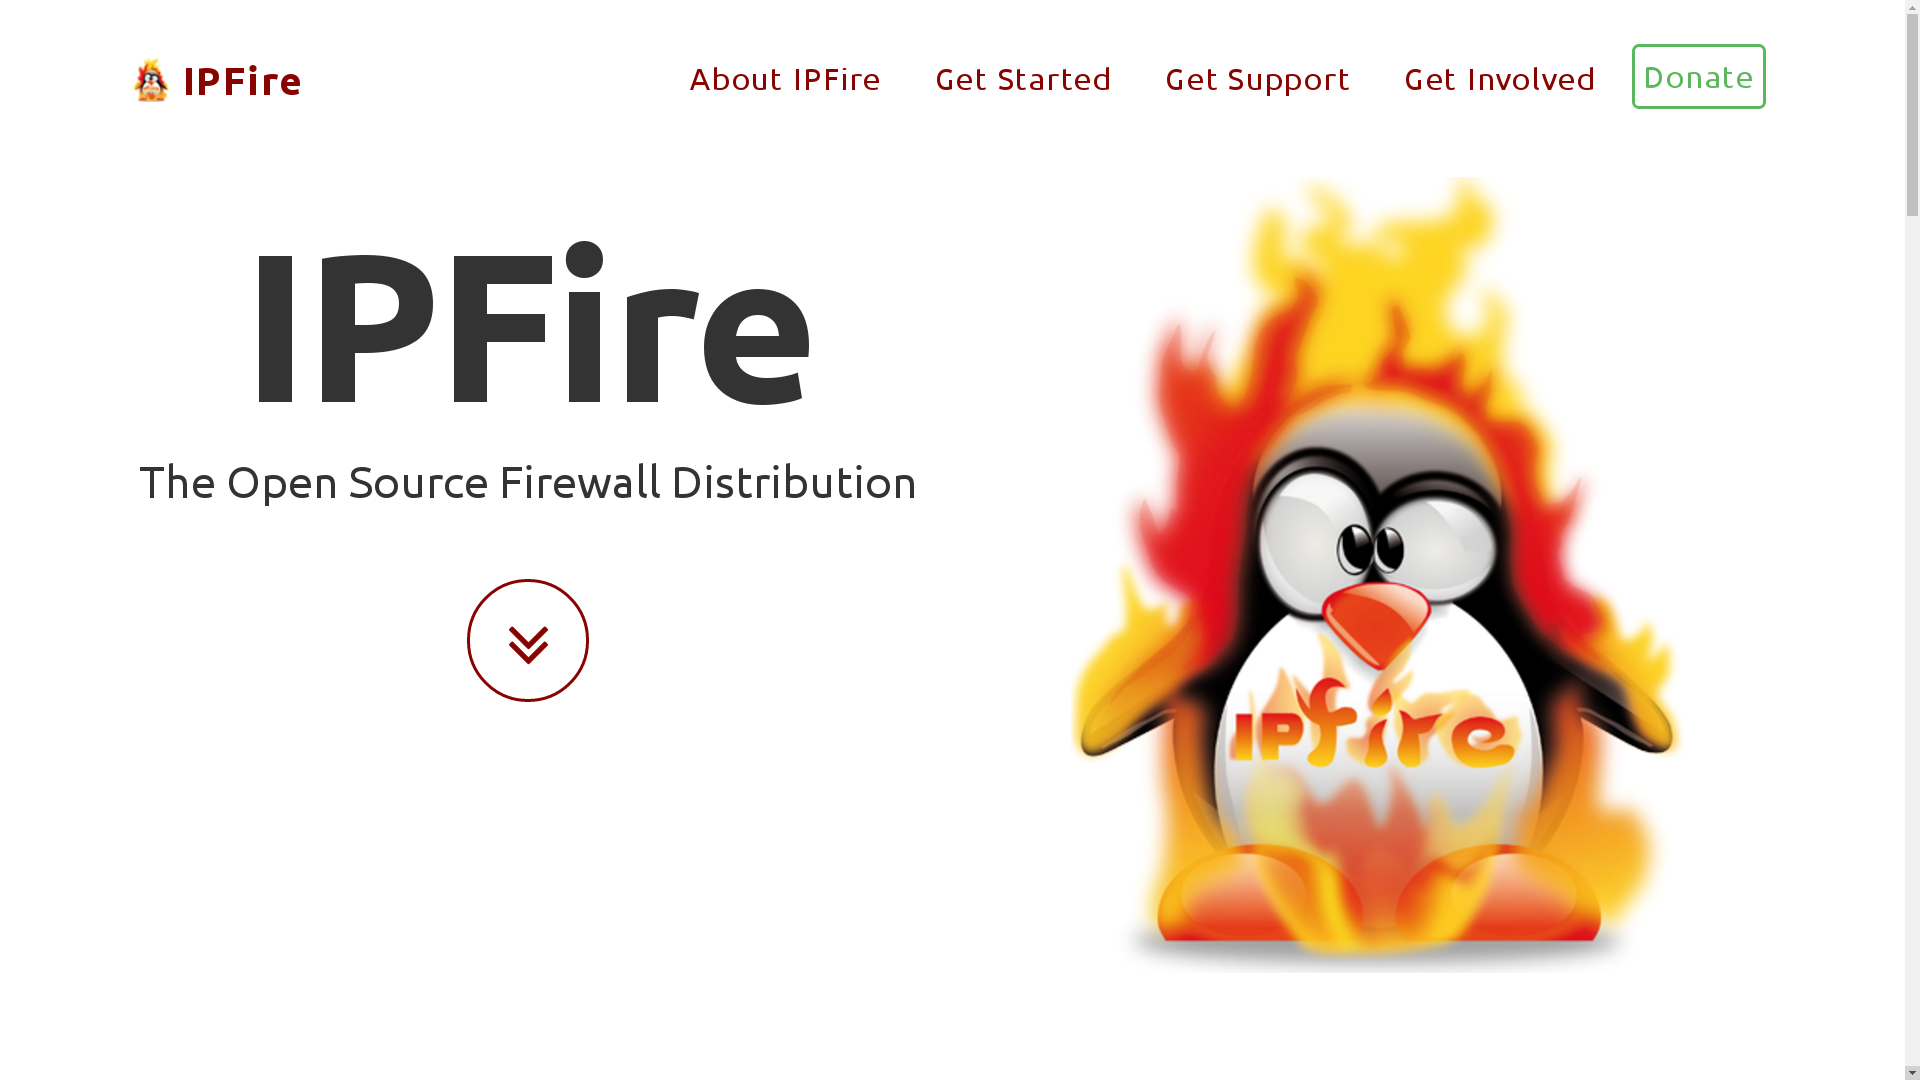 IPFire
About IPFire
Get Started
Get Support
Get Involved
Donate
IPFire
The Open Source Firewall Distribution
IPfire